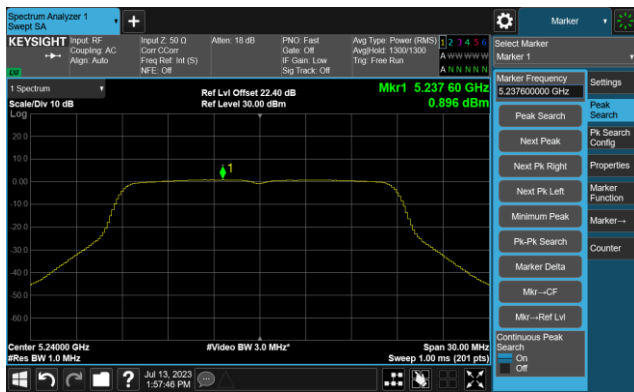 Spectrum Analyzer 1
Swept SA
+
Marker
KEYSIGHT
Input: RF
Coupling: AC
Align: Auto
Input Z: 50 Ω
Corr CCorr
Freq Ref: Int (S)
NFE: Off
Atten: 18 dB
PNO: Fast
Gate: Off
IF Gain: Low
Sig Track: Off
Avg Type: Power (RMS)
Avg|Hold: 1300/1300
Trig: Free Run
1 2 3 4 5 6
A W W W W W
A N N N N N
Select Marker
Marker 1
1 Spectrum
Scale/Div 10 dB
Log
Ref Lvl Offset 22.40 dB
Ref Level 30.00 dBm
Mkr1 5.237 60 GHz
0.896 dBm
20.0
10.0
0.00
-10.0
-20.0
-30.0
-40.0
-50.0
-60.0
1
Center 5.24000 GHz
#Res BW 1.0 MHz
#Video BW 3.0 MHz*
Span 30.00 MHz
Sweep 1.00 ms (201 pts)
Marker Frequency
5.237600000 GHz
Peak Search
Next Peak
Next Pk Right
Next Pk Left
Minimum Peak
Pk-Pk Search
Marker Delta
Mkr→CF
Mkr→Ref Lvl
Continuous Peak
Search
On
Off
Settings
Peak
Search
Pk Search
Config
Properties
Marker
Function
Marker→
Counter
?
Jul 13, 2023
1:57:46 PM